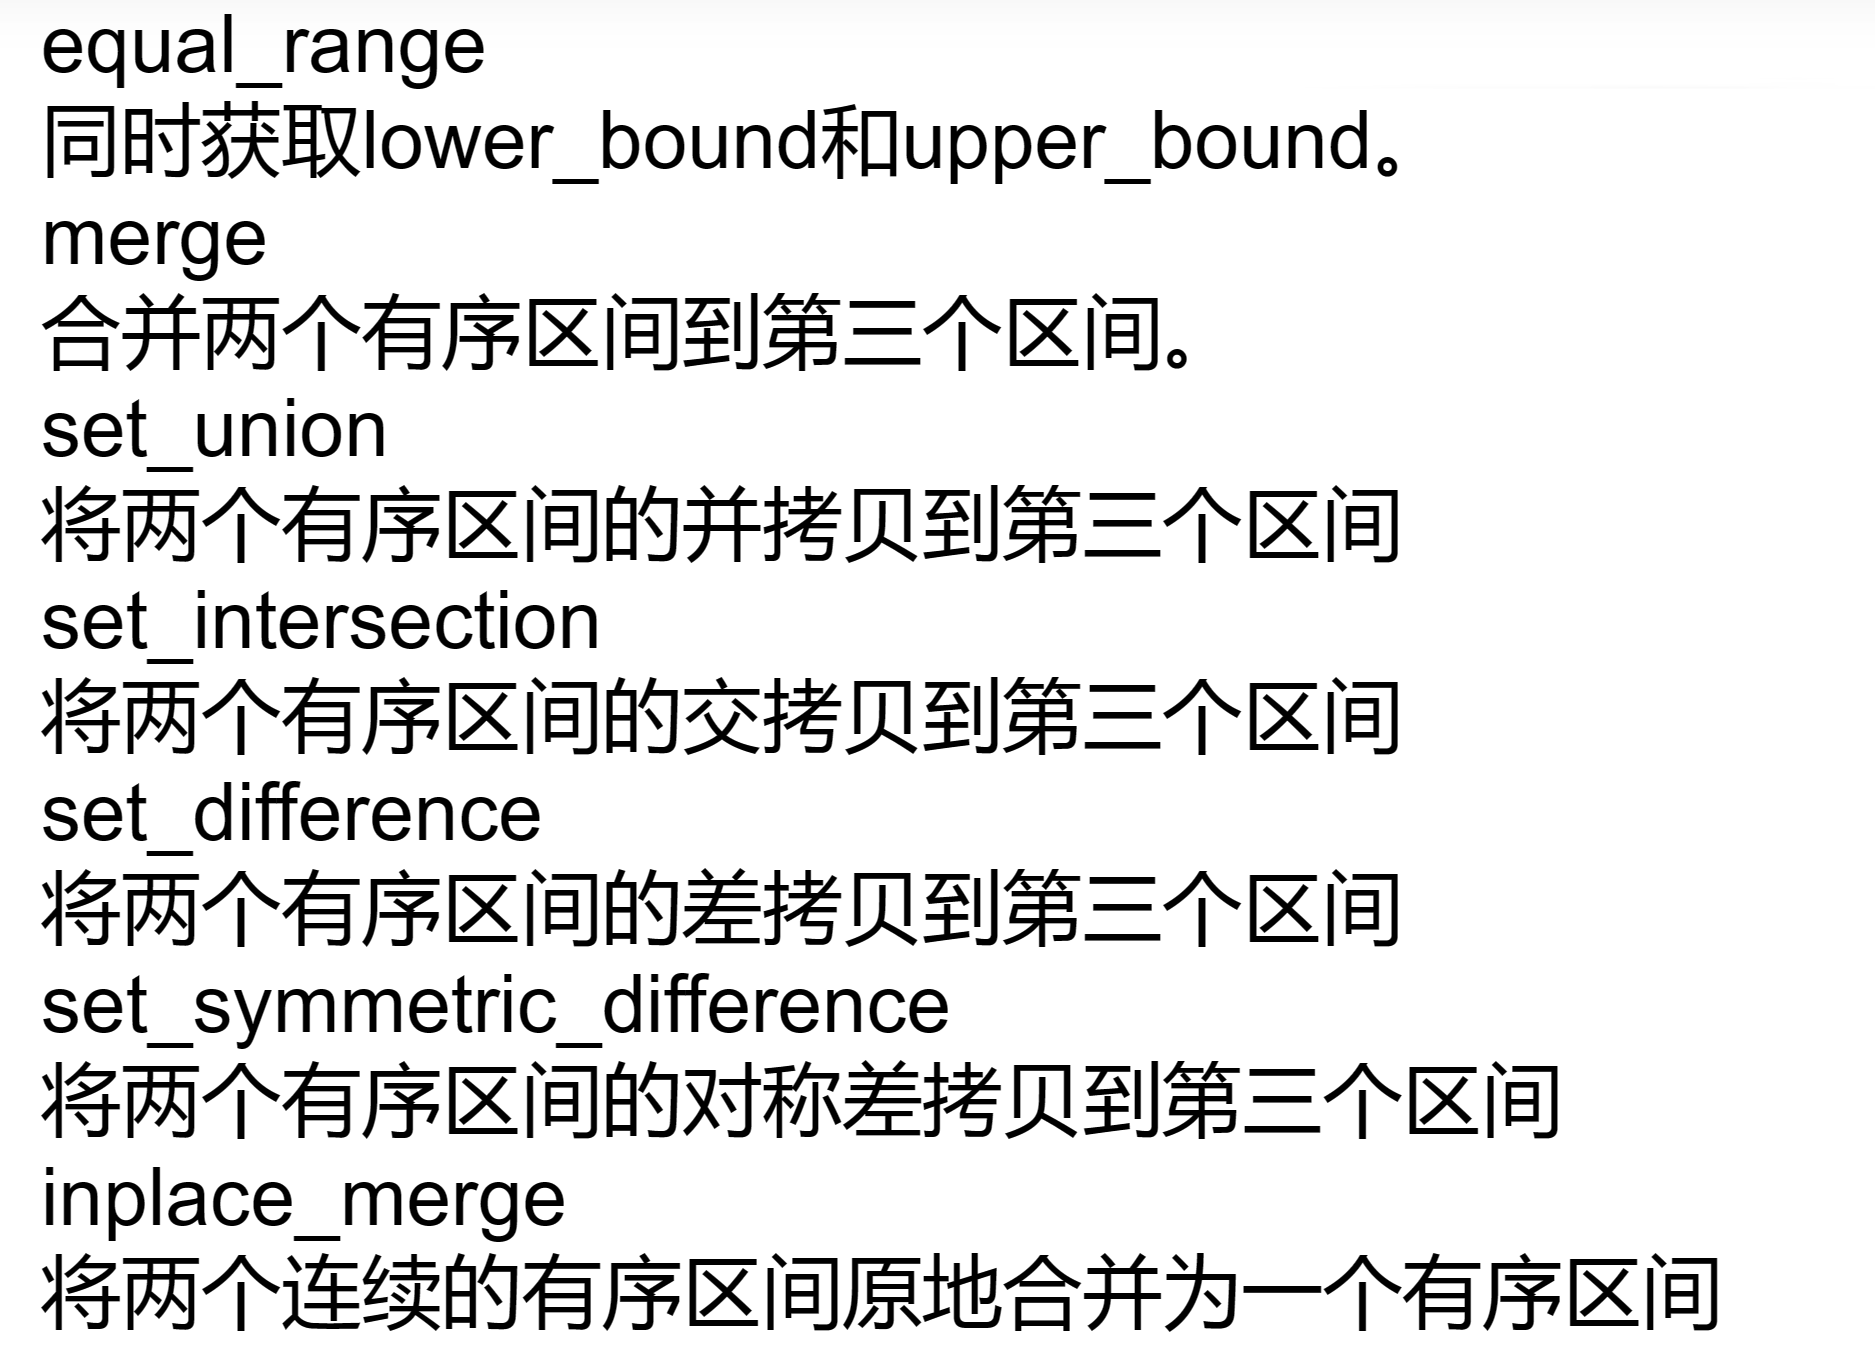 equal_range
同时获取lower_bound和upper_bound。
merge
合并两个有序区间到第三个区间。
set_union
将两个有序区间的并拷贝到第三个区间
set_intersection
将两个有序区间的交拷贝到第三个区间
set_difference
将两个有序区间的差拷贝到第三个区间
set_symmetric_difference
将两个有序区间的对称差拷贝到第三个区间
inplace_merge
将两个连续的有序区间原地合并为一个有序区间